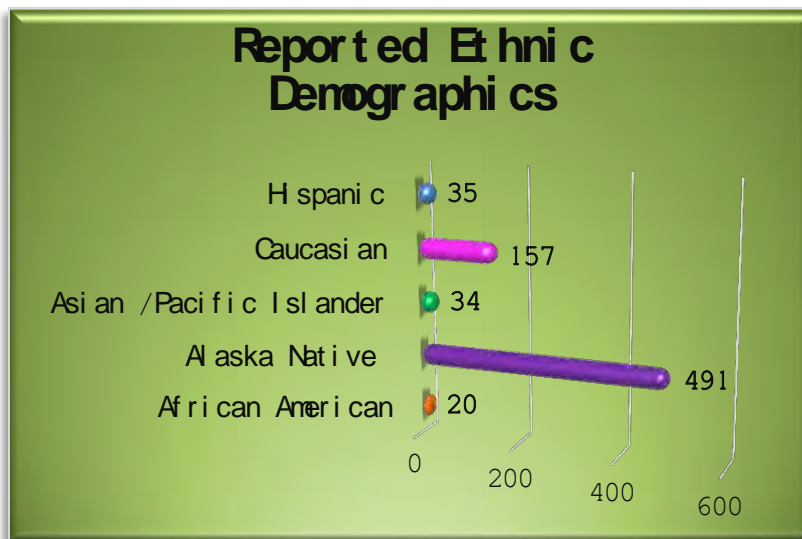 Reported Ethnic
Demographics
Hispanic 35
Caucasian 157
Asian /Pacific Islander 34
Alaska Native 491
African American 20
0 200 400 600